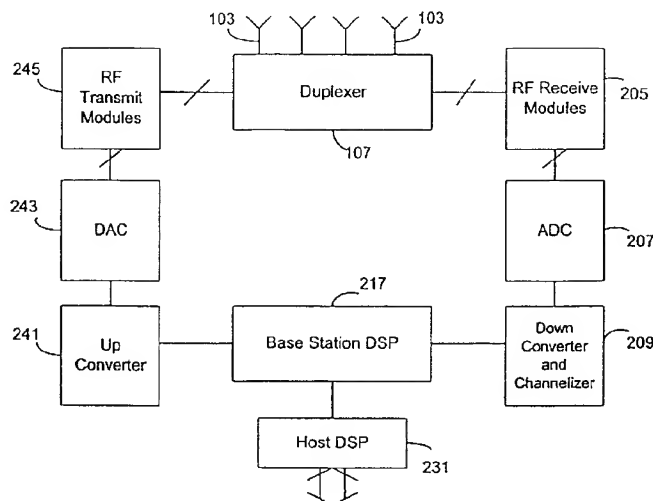 103
103
245
RF
Transmit
Modules
Duplexer
RF Receive
Modules
205
107
243
DAC
ADC
207
217
241
Up
Converter
Base Station DSP
Down
Converter
and
Channelizer
209
Host DSP
231